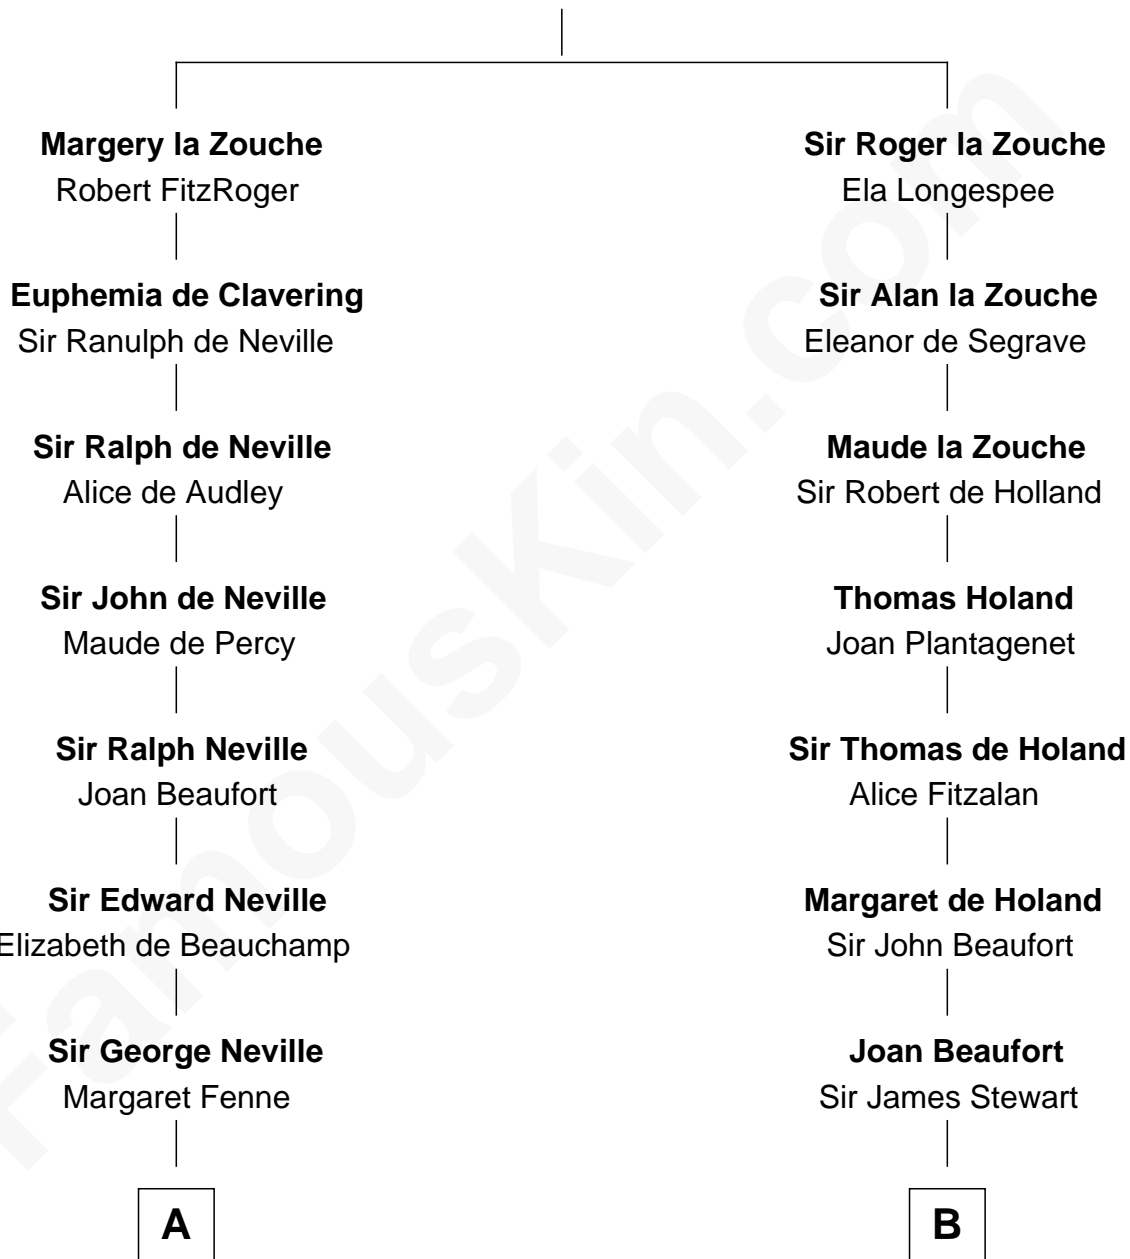 Margery la Zouche
Robert FitzRoger
Euphemia de Clavering
Sir Ranulph de Neville
Sir Ralph de Neville
Alice de Audley
Sir John de Neville
Maude de Percy
Sir Ralph Neville
Joan Beaufort
Sir Edward Neville
Elizabeth de Beauchamp
Sir George Neville
Margaret Fenne
A
Sir Roger la Zouche
Ela Longespee
Sir Alan la Zouche
Eleanor de Segrave
Maude la Zouche
Sir Robert de Holland
Thomas Holand
Joan Plantagenet
Sir Thomas de Holand
Alice Fitzalan
Margaret de Holand
Sir John Beaufort
Joan Beaufort
Sir James Stewart
B
FamousKin.com